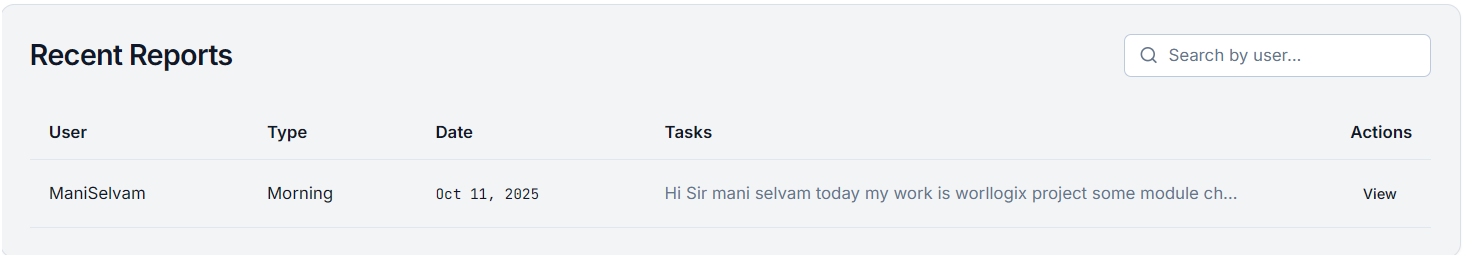 Recent Reports
Search by user...
User Type Date Tasks Actions
ManiSelvam Morning Oct 11, 2025 Hi Sir mani selvam today my work is worllogix project some module ch... View